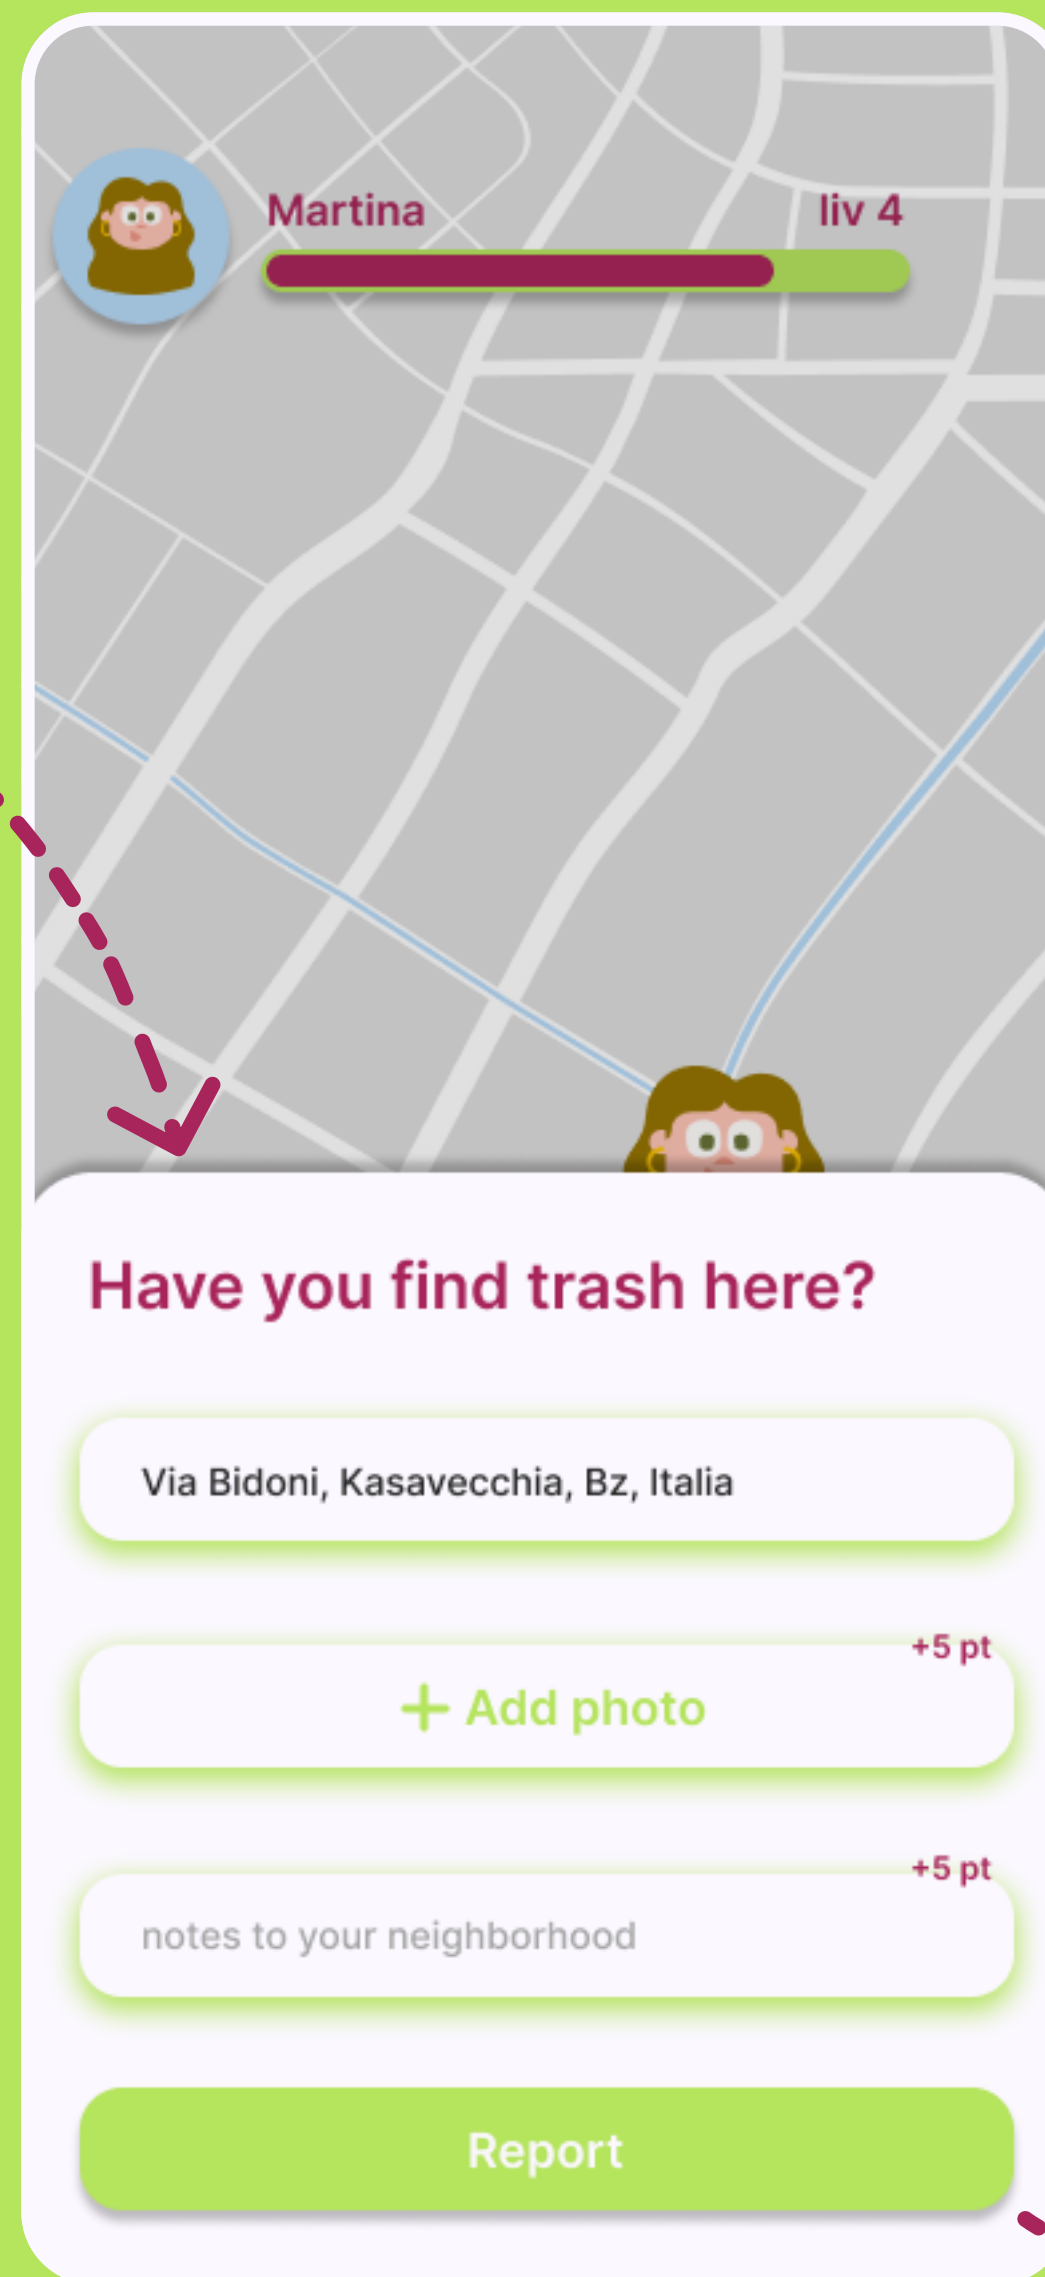 Martina
liv 4
Have you find trash here?
Via Bidoni, Kasavecchia, Bz, Italia
+5 pt
+ Add photo
+5 pt
notes to your neighborhood
Report